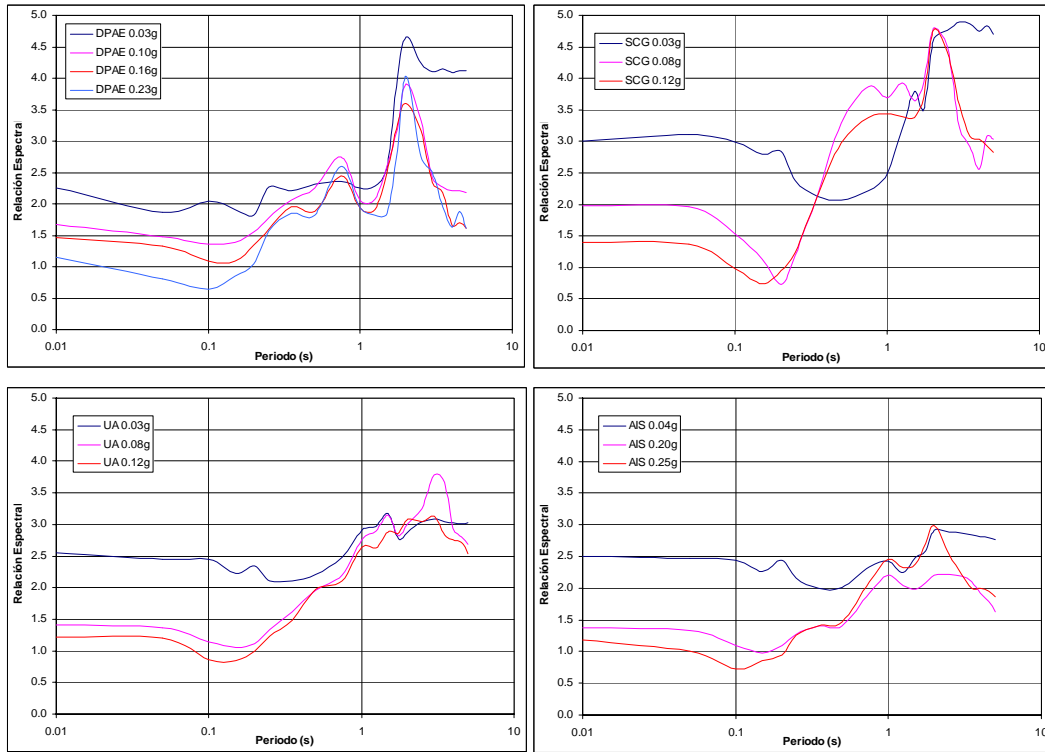 5.0
4.5
4.0
3.5
3.0
2.5
2.0
1.5
1.0
0.5
0.0
Relación Espectral
DPAE 0.03g
DPAE 0.10g
DPAE 0.16g
DPAE 0.23g
0.01
0.1
1
10
Periodo (s)
5.0
4.5
4.0
3.5
3.0
2.5
2.0
1.5
1.0
0.5
0.0
Relación Espectral
SCG 0.03g
SCG 0.08g
SCG 0.12g
0.01
0.1
1
10
Periodo (s)
5.0
4.5
4.0
3.5
3.0
2.5
2.0
1.5
1.0
0.5
0.0
Relación Espectral
UA 0.03g
UA 0.08g
UA 0.12g
0.01
0.1
1
10
Periodo (s)
5.0
4.5
4.0
3.5
3.0
2.5
2.0
1.5
1.0
0.5
0.0
Relación Espectral
AIS 0.04g
AIS 0.20g
AIS 0.25g
0.01
0.1
1
10
Periodo (s)